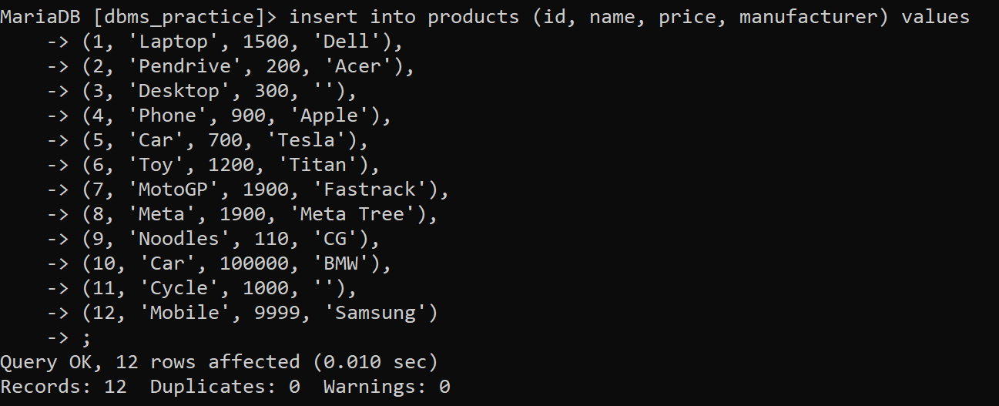 MariaDB [dbms_practice]> insert into products (id, name, price, manufacturer) values
    -> (1, 'Laptop', 1500, 'Dell'),
    -> (2, 'Pendrive', 200, 'Acer'),
    -> (3, 'Desktop', 300, ''),
    -> (4, 'Phone', 900, 'Apple'),
    -> (5, 'Car', 700, 'Tesla'),
    -> (6, 'Toy', 1200, 'Titan'),
    -> (7, 'MotoGP', 1900, 'Fastrack'),
    -> (8, 'Meta', 1900, 'Meta Tree'),
    -> (9, 'Noodles', 110, 'CG'),
    -> (10, 'Car', 100000, 'BMW'),
    -> (11, 'Cycle', 1000, ''),
    -> (12, 'Mobile', 9999, 'Samsung')
    -> ;
Query OK, 12 rows affected (0.010 sec)
Records: 12  Duplicates: 0  Warnings: 0